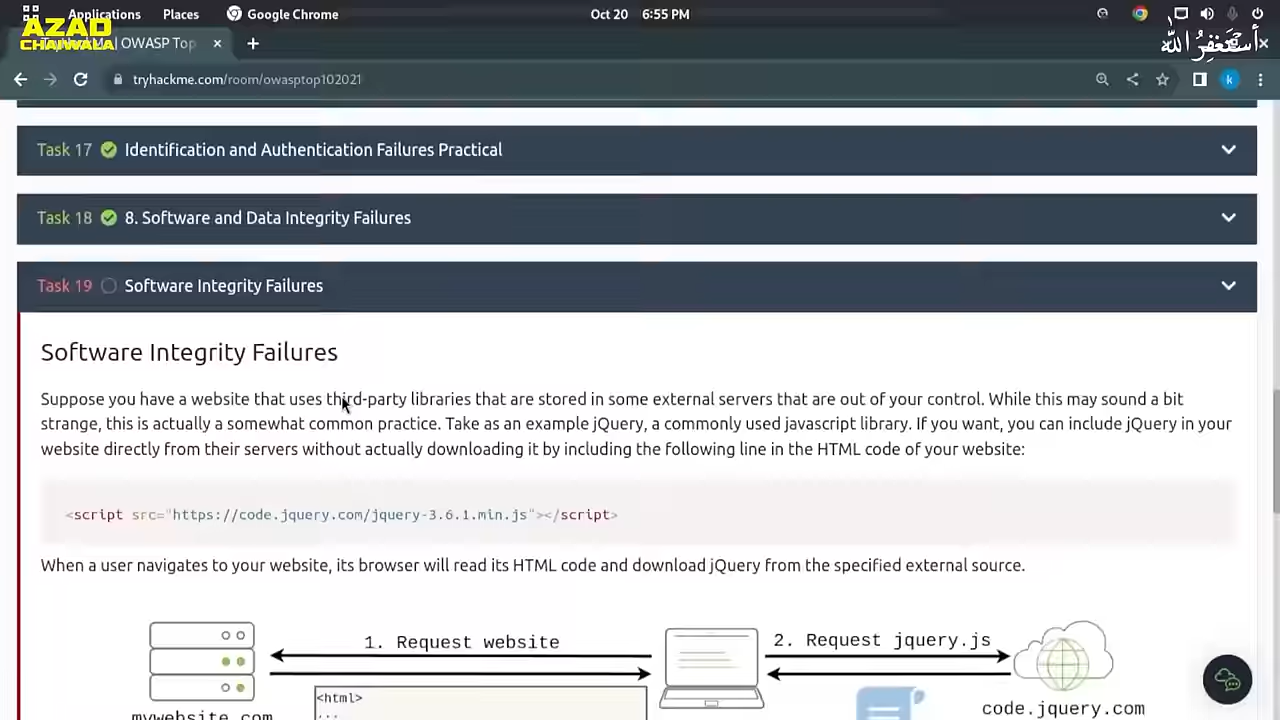 Applications Places Google Chrome Oct 20 6:55 PM
AZAD
CHAIWALA
OWASP Top
أستغفر الله
tryhackme.com/room/owasptop102021
k
Task 17 Identification and Authentication Failures Practical
Task 18 8. Software and Data Integrity Failures
Task 19 Software Integrity Failures
Software Integrity Failures
Suppose you have a website that uses third-party libraries that are stored in some external servers that are out of your control. While this may sound a bit
strange, this is actually a somewhat common practice. Take as an example jQuery, a commonly used javascript library. If you want, you can include jQuery in your
website directly from their servers without actually downloading it by including the following line in the HTML code of your website:
<script src="https://code.jquery.com/jquery-3.6.1.min.js"></script>
When a user navigates to your website, its browser will read its HTML code and download jQuery from the specified external source.
1. Request website
2. Request jquery.js
<html>
mywebsite.com
code.jquery.com